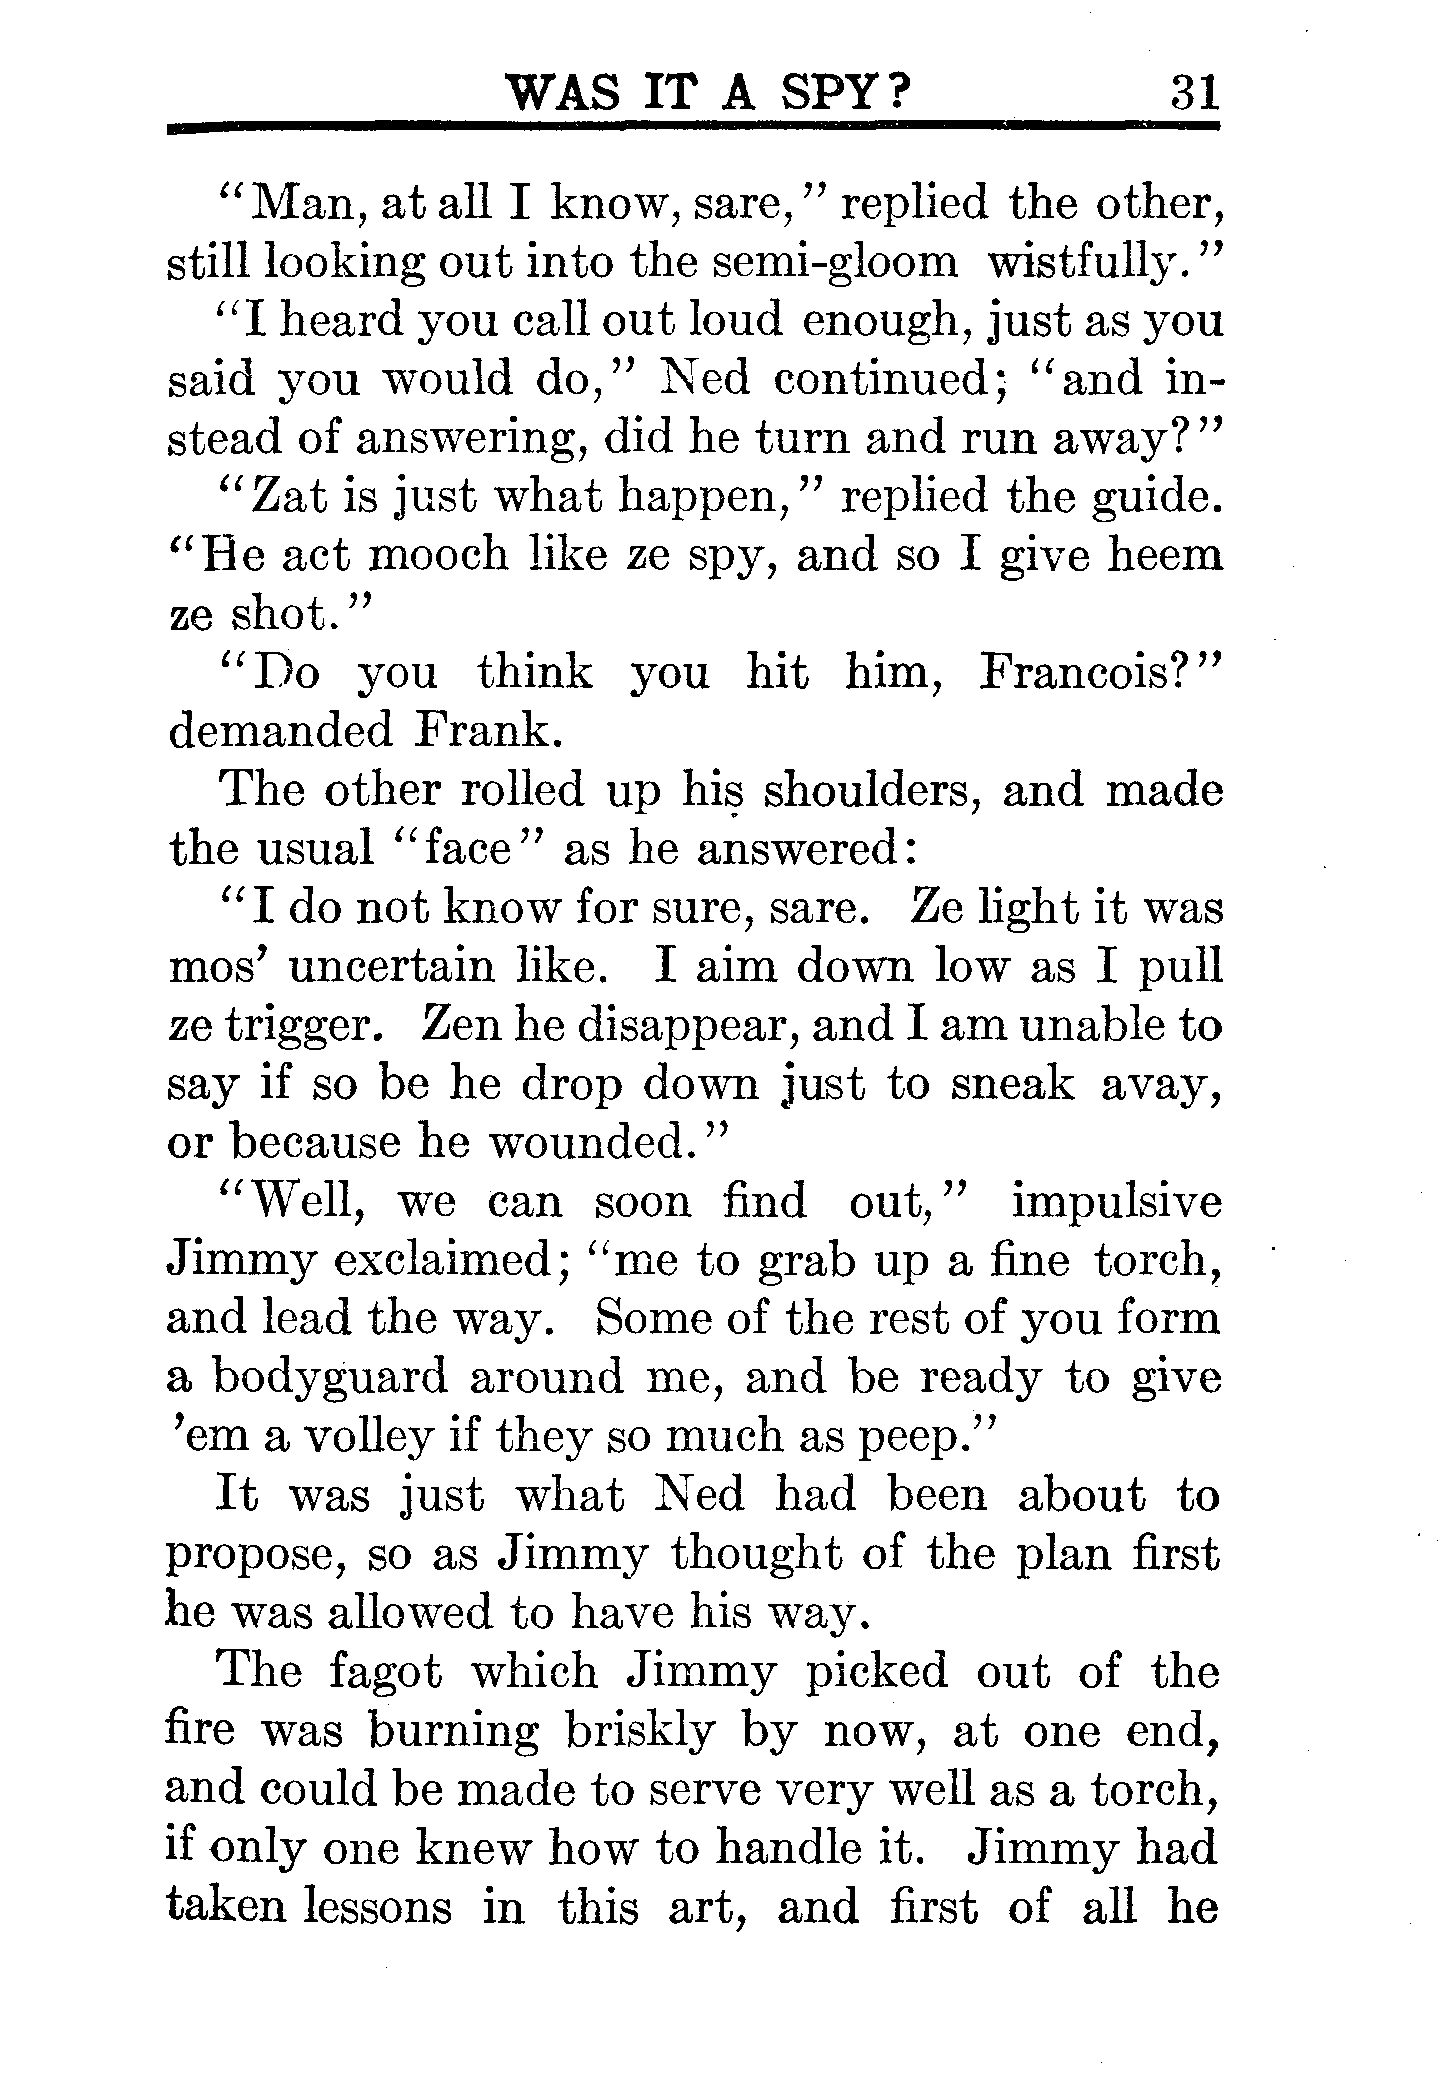 WAS IT A SPY? 31
“Man, at all I know, sare,” replied the other,
still looking out into the semi-gloom wistfully.”
“I heard you call out loud enough, just as you
said you would do,” Ned continued; “and in-
stead of answering, did he turn and run away?”
“Zat is just what happen,” replied the guide.
“He act mooch like ze spy, and so I give heem
ze shot.”
“Do you think you hit him, Francois?”
demanded Frank.
The other rolled up his shoulders, and made
the usual “face” as he answered:
“I do not know for sure, sare. Ze light it was
mos’ uncertain like. I aim down low as I pull
ze trigger. Zen he disappear, and I am unable to
say if so be he drop down just to sneak avay,
or because he wounded.”
“Well, we can soon find out,” impulsive
Jimmy exclaimed; “me to grab up a fine torch,
and lead the way. Some of the rest of you form
a bodyguard around me, and be ready to give
’em a volley if they so much as peep.”
It was just what Ned had been about to
propose, so as Jimmy thought of the plan first
he was allowed to have his way.
The fagot which Jimmy picked out of the
fire was burning briskly by now, at one end,
and could be made to serve very well as a torch,
if only one knew how to handle it. Jimmy had
taken lessons in this art, and first of all he